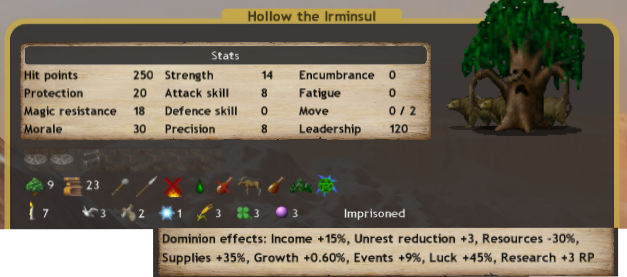 Hollow the Irminsul
Stats
Hit points 250 Strength 14 Encumbrance 0
Protection 20 Attack skill 8 Fatigue 0
Magic resistance 18 Defence skill 0 Move 0 / 2
Morale 30 Precision 8 Leadership 120
9 23
7 3 2 1 3 3 3 Imprisoned
Dominion effects: Income +15%, Unrest reduction +3, Resources -30%,
Supplies +35%, Growth +0.60%, Events +9%, Luck +45%, Research +3 RP